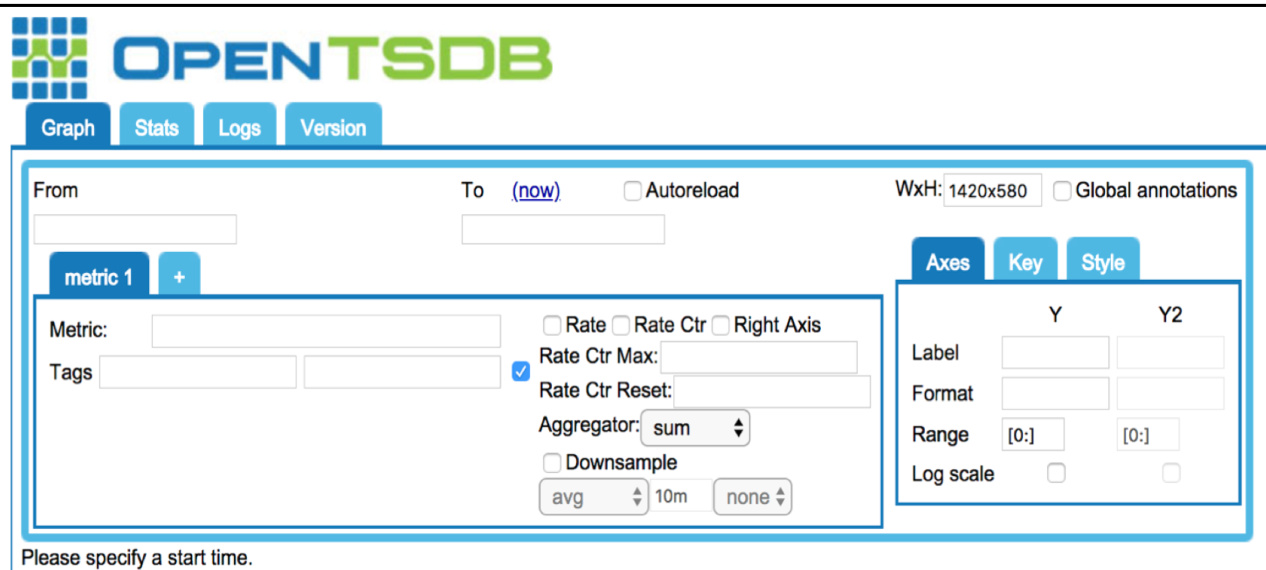 OPENTSDB
Graph Stats Logs Version
From To (now) Autoreload WxH: 1420x580 Global annotations
metric 1 + Axes Key Style
Y Y2
Metric: Rate Rate Ctr Right Axis
Label
Rate Ctr Max:
Tags
Rate Ctr Reset:
Format
Aggregator: sum
Range [0:] [0:]
Downsample
Log scale
avg 10m none
Please specify a start time.